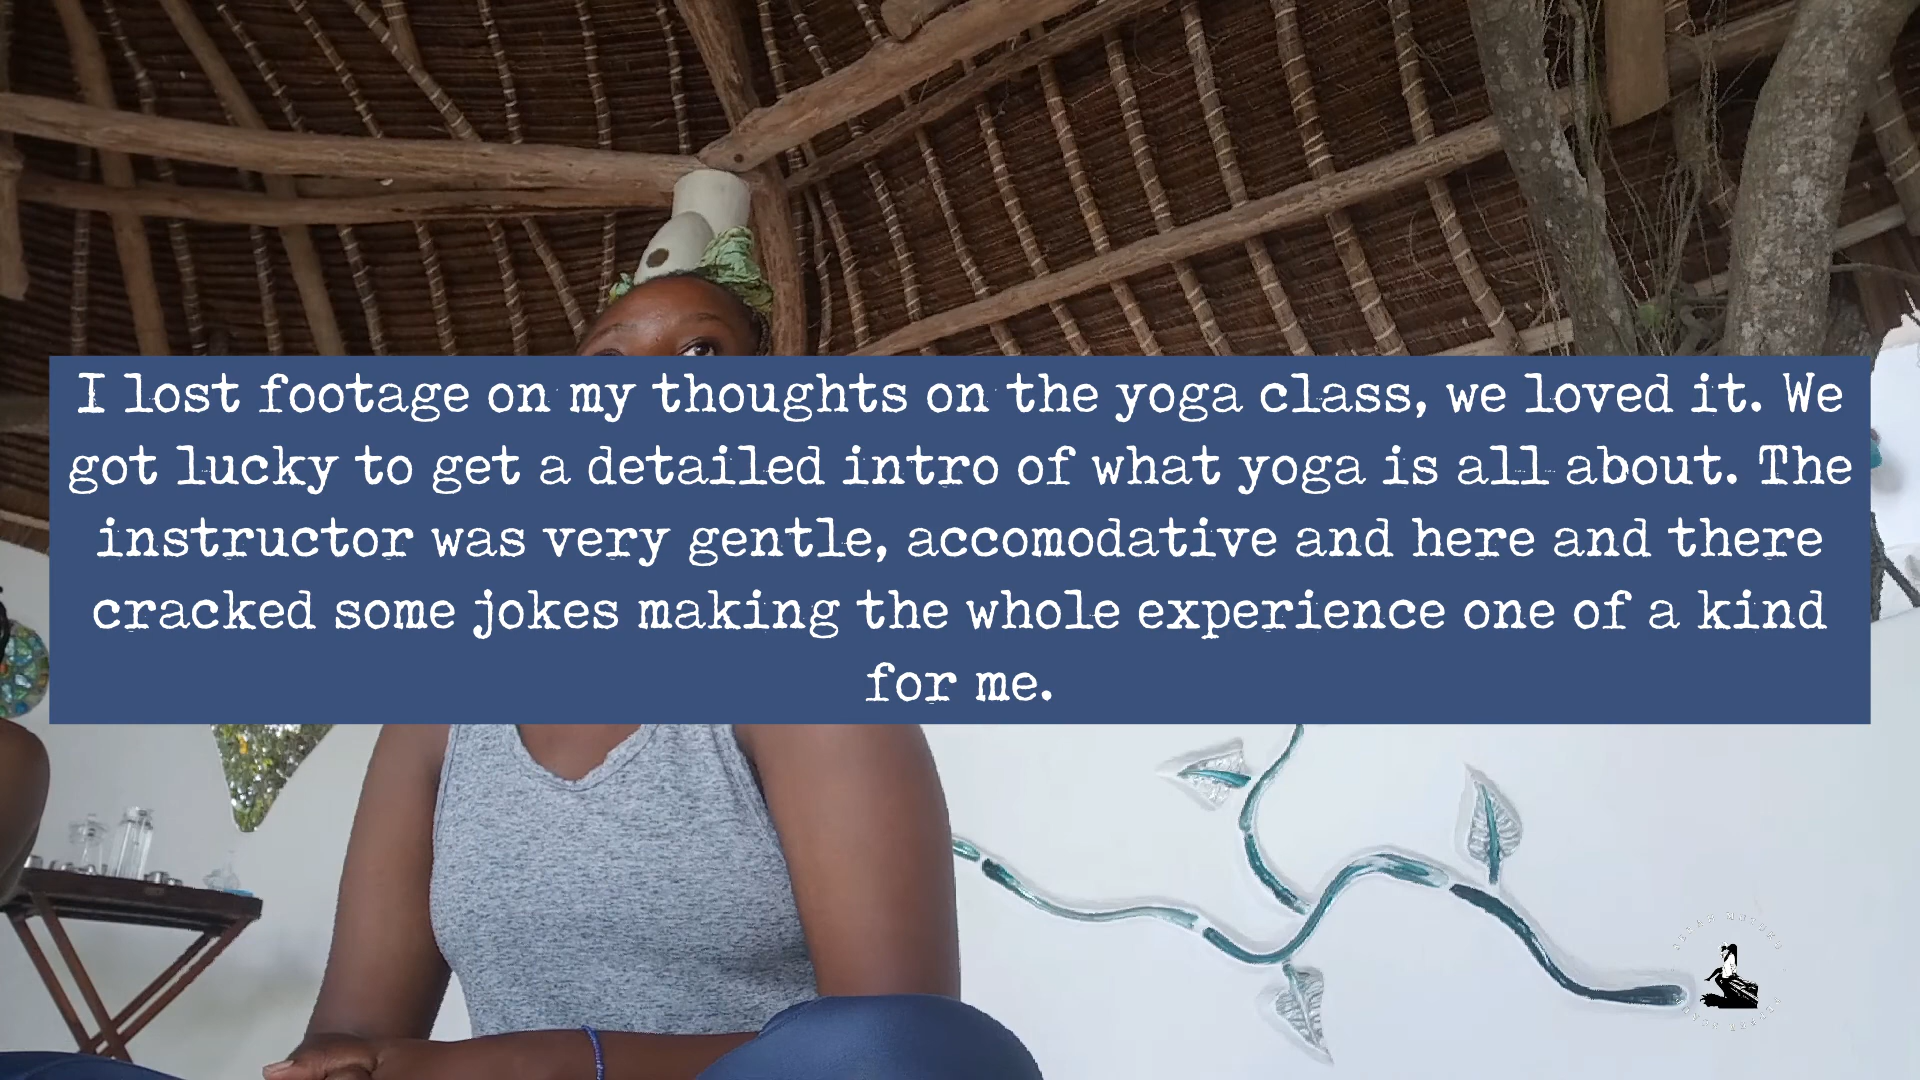 I lost footage on my thoughts on the yoga class, we loved it. We
got lucky to get a detailed intro of what yoga is all about. The
instructor was very gentle, accomodative and here and there
cracked some jokes making the whole experience one of a kind
for me.